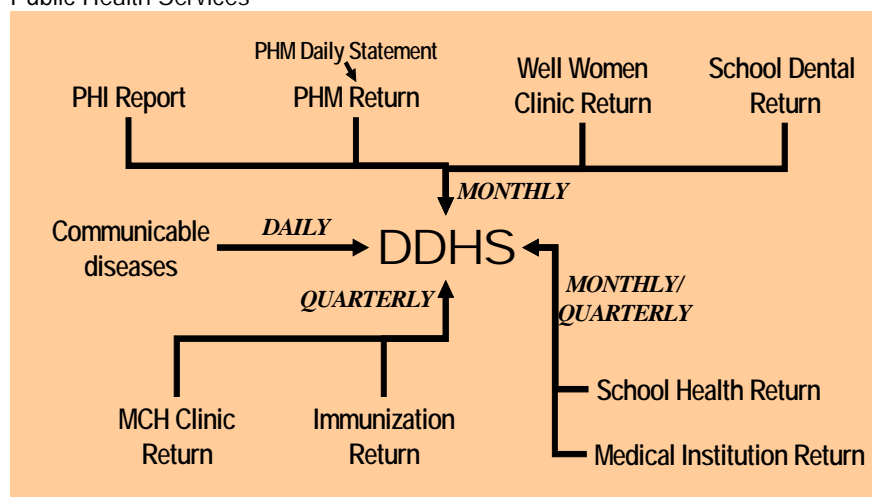 Public Health Services
PHM Daily Statement
PHI Report
PHM Return
Well Women
Clinic Return
School Dental
Return
MONTHLY
Communicable
diseases
DAILY
DDHS
QUARTERLY
MONTHLY/
QUARTERLY
MCH Clinic
Return
Immunization
Return
School Health Return
Medical Institution Return